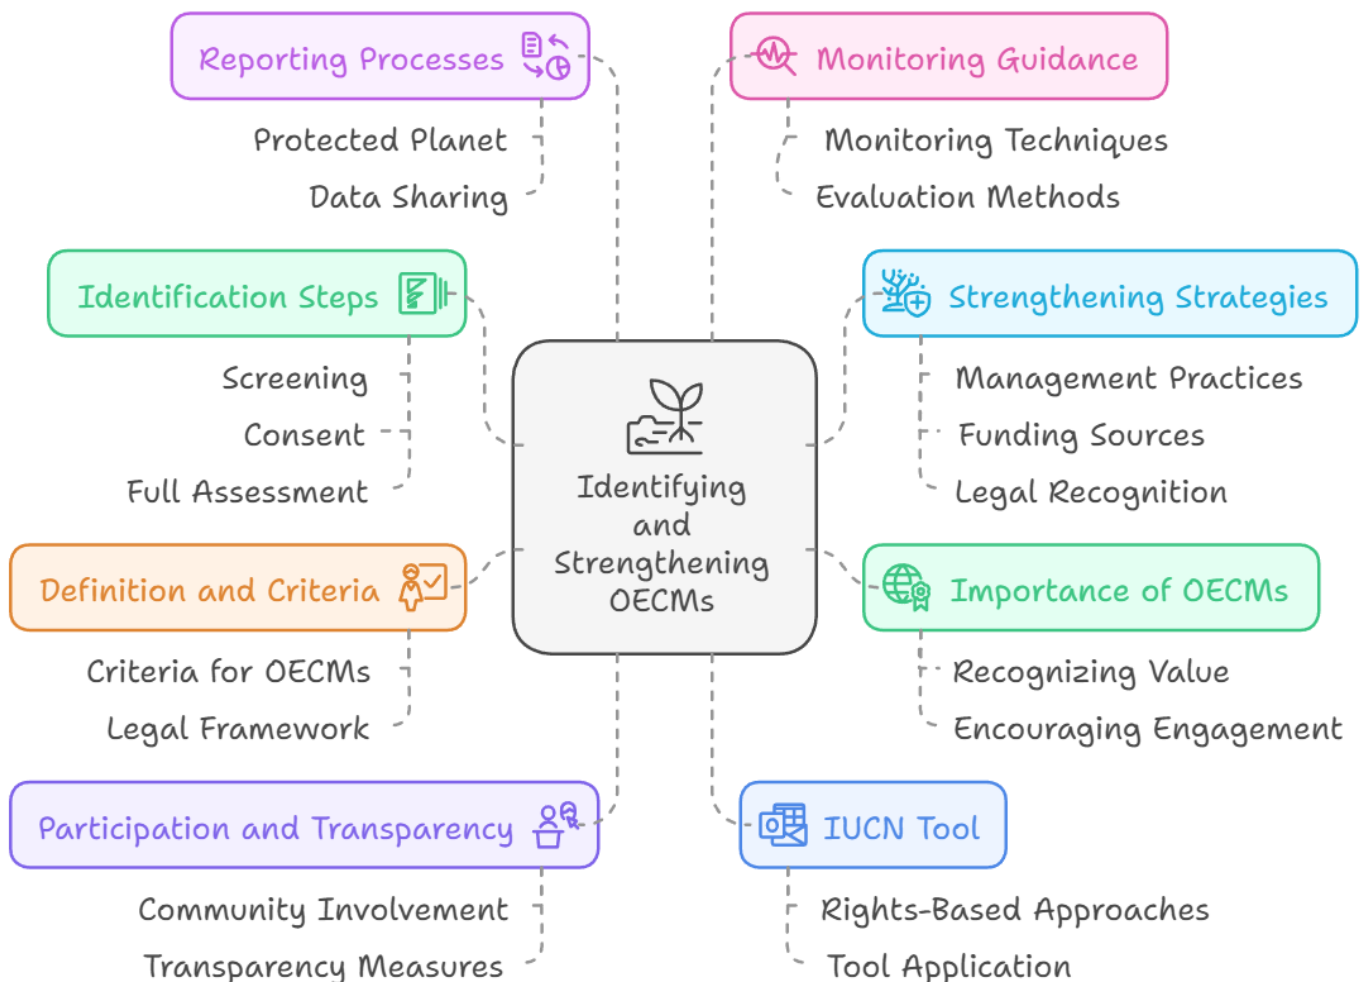 Reporting Processes
Protected Planet
Data Sharing
Monitoring Guidance
Monitoring Techniques
Evaluation Methods
Identification Steps
Screening
Consent
Full Assessment
Strengthening Strategies
Management Practices
Funding Sources
Legal Recognition
Identifying
and
Strengthening
OECMs
Definition and Criteria
Criteria for OECMs
Legal Framework
Importance of OECMs
Recognizing Value
Encouraging Engagement
Participation and Transparency
Community Involvement
Transparency Measures
IUCN Tool
Rights-Based Approaches
Tool Application